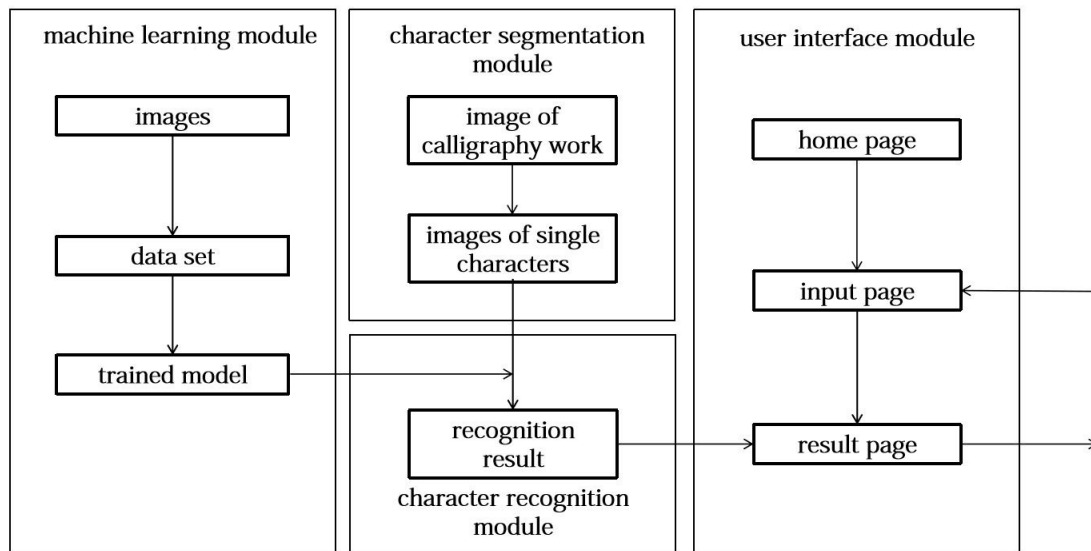 machine learning module
images
data set
trained model
character segmentation
module
image of
calligraphy work
images of single
characters
recognition
result
character recognition
module
user interface module
home page
input page
result page